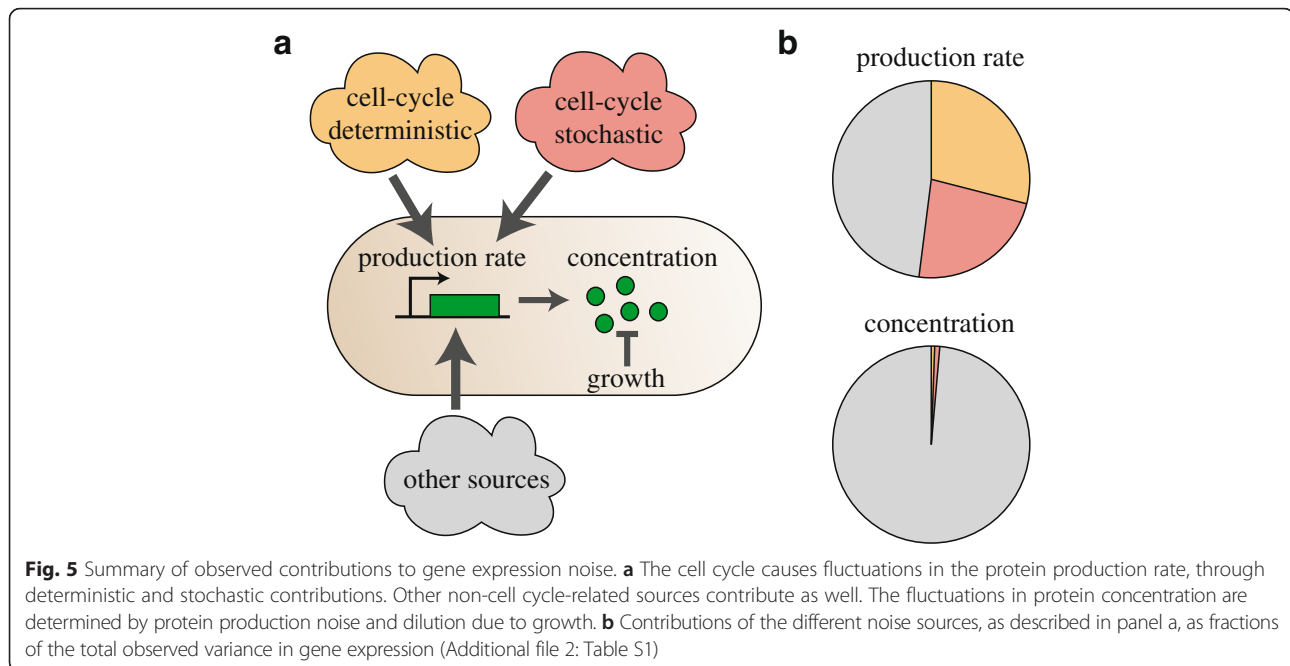 a
cell-cycle
deterministic
cell-cycle
stochastic
production rate
concentration
growth
other sources
b
production rate
concentration
Fig. 5 Summary of observed contributions to gene expression noise. a The cell cycle causes fluctuations in the protein production rate, through
deterministic and stochastic contributions. Other non-cell cycle-related sources contribute as well. The fluctuations in protein concentration are
determined by protein production noise and dilution due to growth. b Contributions of the different noise sources, as described in panel a, as fractions
of the total observed variance in gene expression (Additional file 2: Table S1)